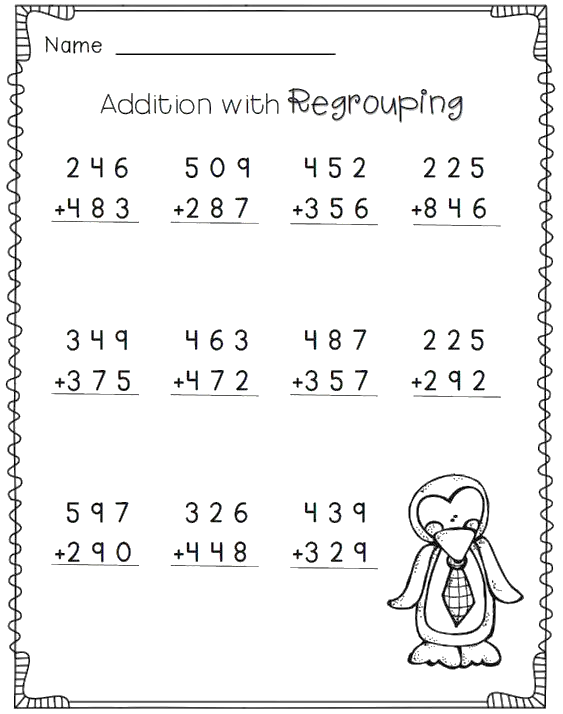 Name
Addition with Regrouping
246 509 452 225
+483 +287 +356 +846
349 463 487 225
+375 +472 +357 +292
597 326 439
+290 +448 +329